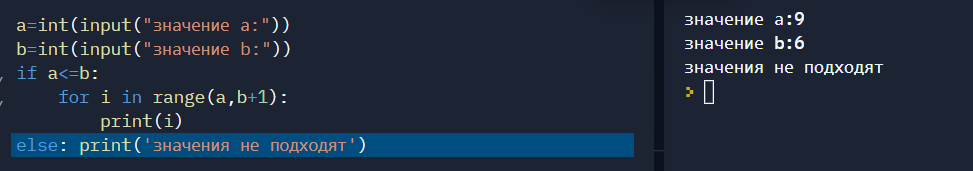 a=int(input("значение a:"))
b=int(input("значение b:"))
if a<=b:
    for i in range(a,b+1):
        print(i)
else: print('значения не подходят')
значение a:9
значение b:6
значения не подходят
>